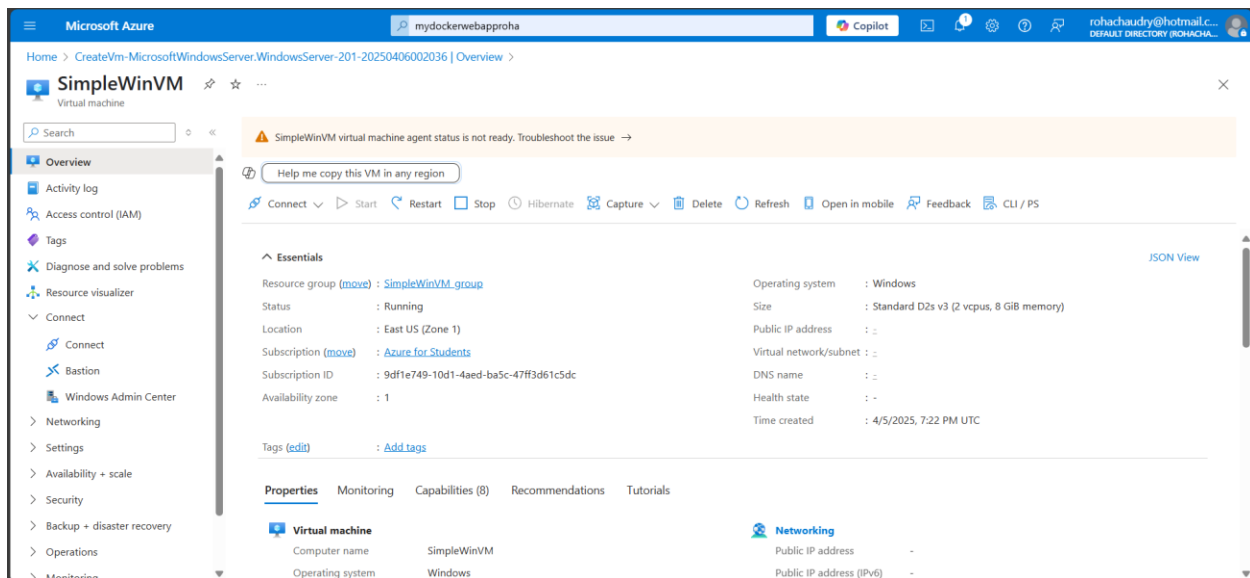 Microsoft Azure
mydockerwebapproha
Copilot
1
rohachaudry@hotmail.c...
DEFAULT DIRECTORY (ROHACHA...
Home > CreateVm-MicrosoftWindowsServer.WindowsServer-201-20250406002036 | Overview >
SimpleWinVM
Virtual machine
Search
Overview
Activity log
Access control (IAM)
Tags
Diagnose and solve problems
Resource visualizer
Connect
Connect
Bastion
Windows Admin Center
Networking
Settings
Availability + scale
Security
Backup + disaster recovery
Operations
Monitoring
SimpleWinVM virtual machine agent status is not ready. Troubleshoot the issue →
Help me copy this VM in any region
Connect Start Restart Stop Hibernate Capture Delete Refresh Open in mobile Feedback CLI / PS
Essentials
JSON View
Resource group (move) : SimpleWinVM_group
Status : Running
Location : East US (Zone 1)
Subscription (move) : Azure for Students
Subscription ID : 9df1e749-10d1-4aed-ba5c-47ff3d61c5dc
Availability zone : 1
Operating system : Windows
Size : Standard D2s v3 (2 vcpus, 8 GiB memory)
Public IP address : -
Virtual network/subnet : -
DNS name : -
Health state : -
Time created : 4/5/2025, 7:22 PM UTC
Tags (edit) : Add tags
Properties Monitoring Capabilities (8) Recommendations Tutorials
Virtual machine
Computer name SimpleWinVM
Operating system Windows
Networking
Public IP address -
Public IP address (IPv6) -